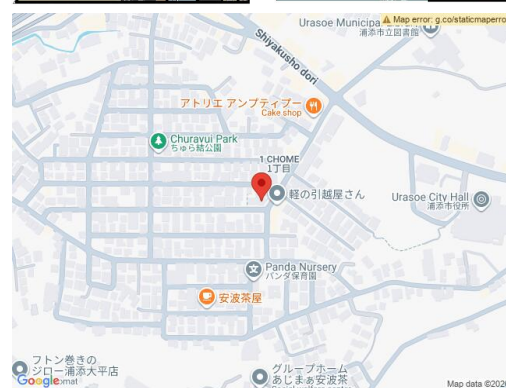 Urasoe Municipal
浦添市立図書館
⚠ Map error: g.co/staticmaperro
Shiyakusho dori
アトリエ アンプティプー
Cake shop
Churavui Park
ちゅら結公園
1 CHOME
1丁目
軽の引越屋さん
Urasoe City Hall
浦添市役所
Panda Nursery
パンダ保育園
安波茶屋
フトン巻きの
ジロー浦添大平店
グループホーム
あじまぁ安波茶
Google
Map data ©2026